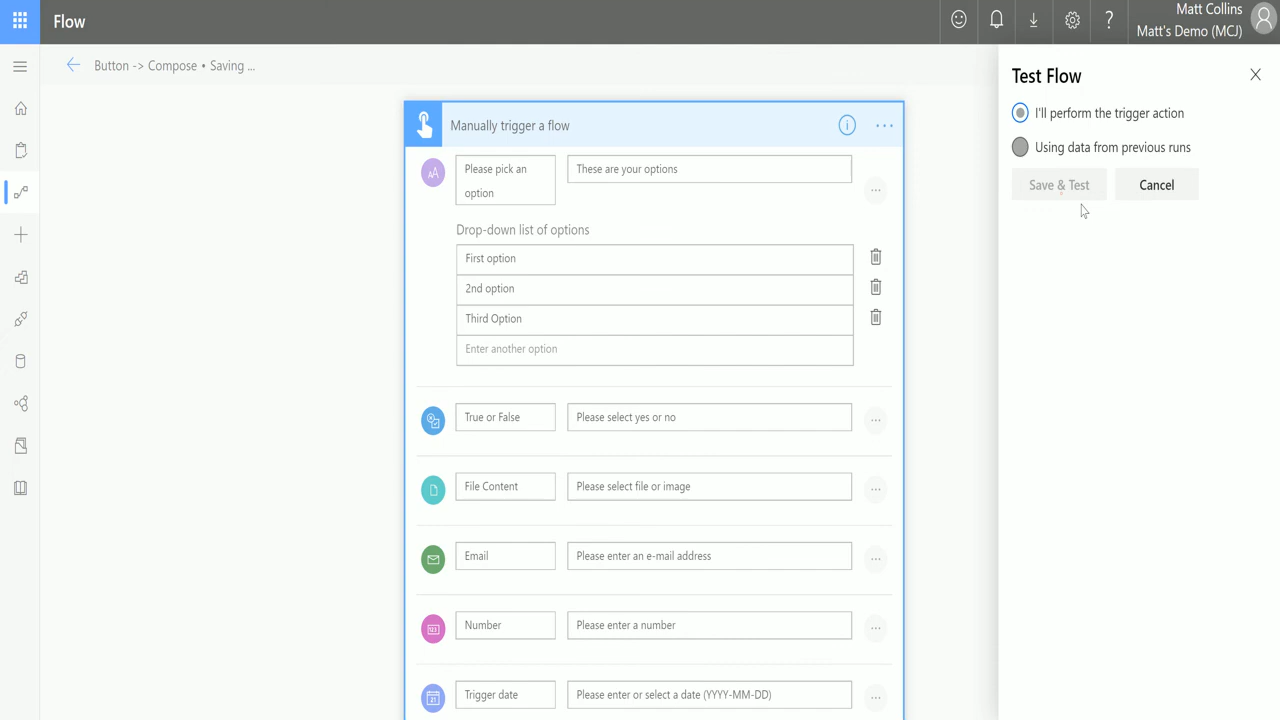 Flow
Matt Collins
Matt's Demo (MCJ)
Button -> Compose • Saving ...
Test Flow
I'll perform the trigger action
Using data from previous runs
Save & Test
Cancel
Manually trigger a flow
Please pick an
option
These are your options
Drop-down list of options
First option
2nd option
Third Option
Enter another option
True or False
Please select yes or no
File Content
Please select file or image
Email
Please enter an e-mail address
Number
Please enter a number
Trigger date
Please enter or select a date (YYYY-MM-DD)